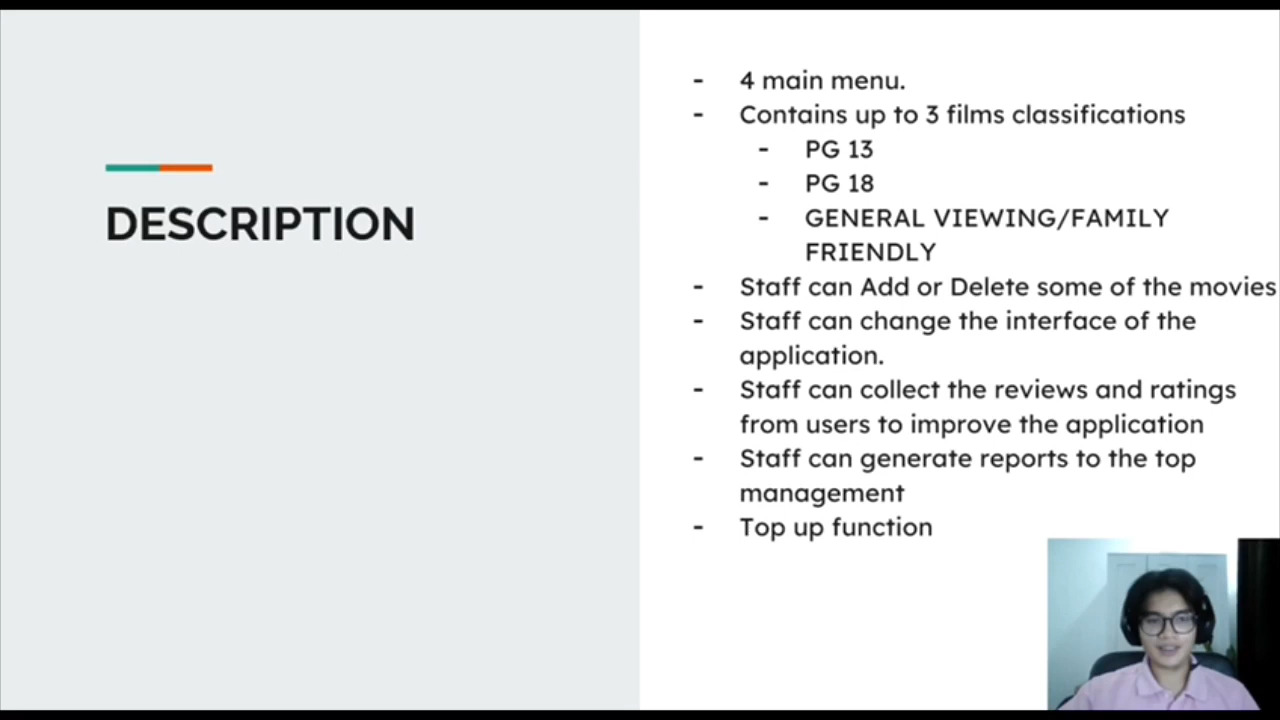 DESCRIPTION
- 4 main menu.
- Contains up to 3 films classifications
- PG 13
- PG 18
- GENERAL VIEWING/FAMILY
FRIENDLY
- Staff can Add or Delete some of the movies
- Staff can change the interface of the
application.
- Staff can collect the reviews and ratings
from users to improve the application
- Staff can generate reports to the top
management
- Top up function